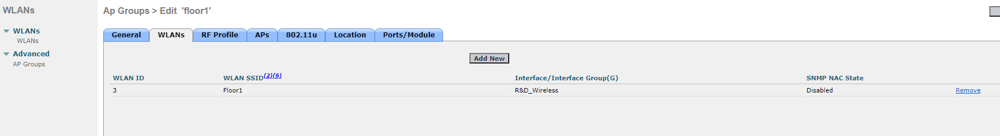 WLANs
Ap Groups > Edit 'floor1'
WLANs
WLANs
Advanced
AP Groups
General WLANs RF Profile APs 802.11u Location Ports/Module
Add New
WLAN ID WLAN SSID(2)(6) Interface/Interface Group(G) SNMP NAC State
3 Floor1 R&D_Wireless Disabled Remove